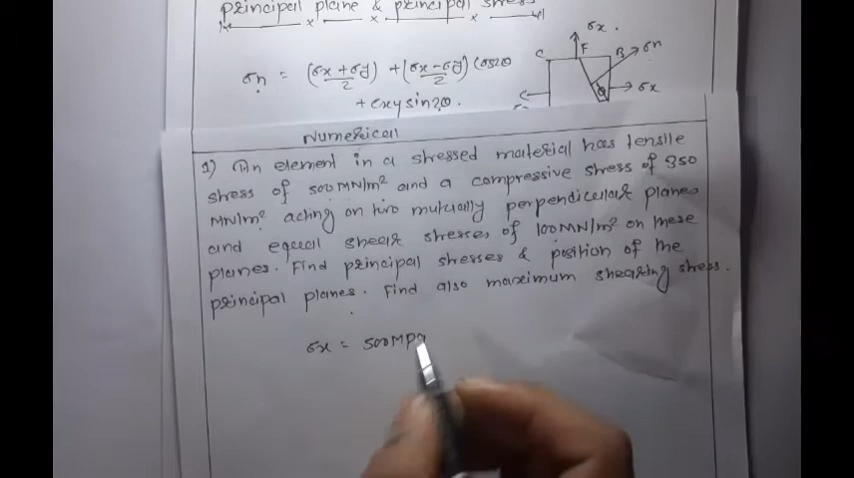 principal plane & principal stress
σx .
C F B σn
σn = (σx+σy)/2 + (σx-σy)/2 cos2θ
θ → σx
+ τxy sin2θ.
C
Numerical
1) An element in a stressed material has tensile
stress of 500 MN/m² and a compressive stress of 350
MN/m² acting on two mutually perpendicular planes
and equal shear stresses of 100MN/m² on these
planes. Find principal stresses & position of the
principal planes. Find also maximum shearing stress.
σx = 500MPa